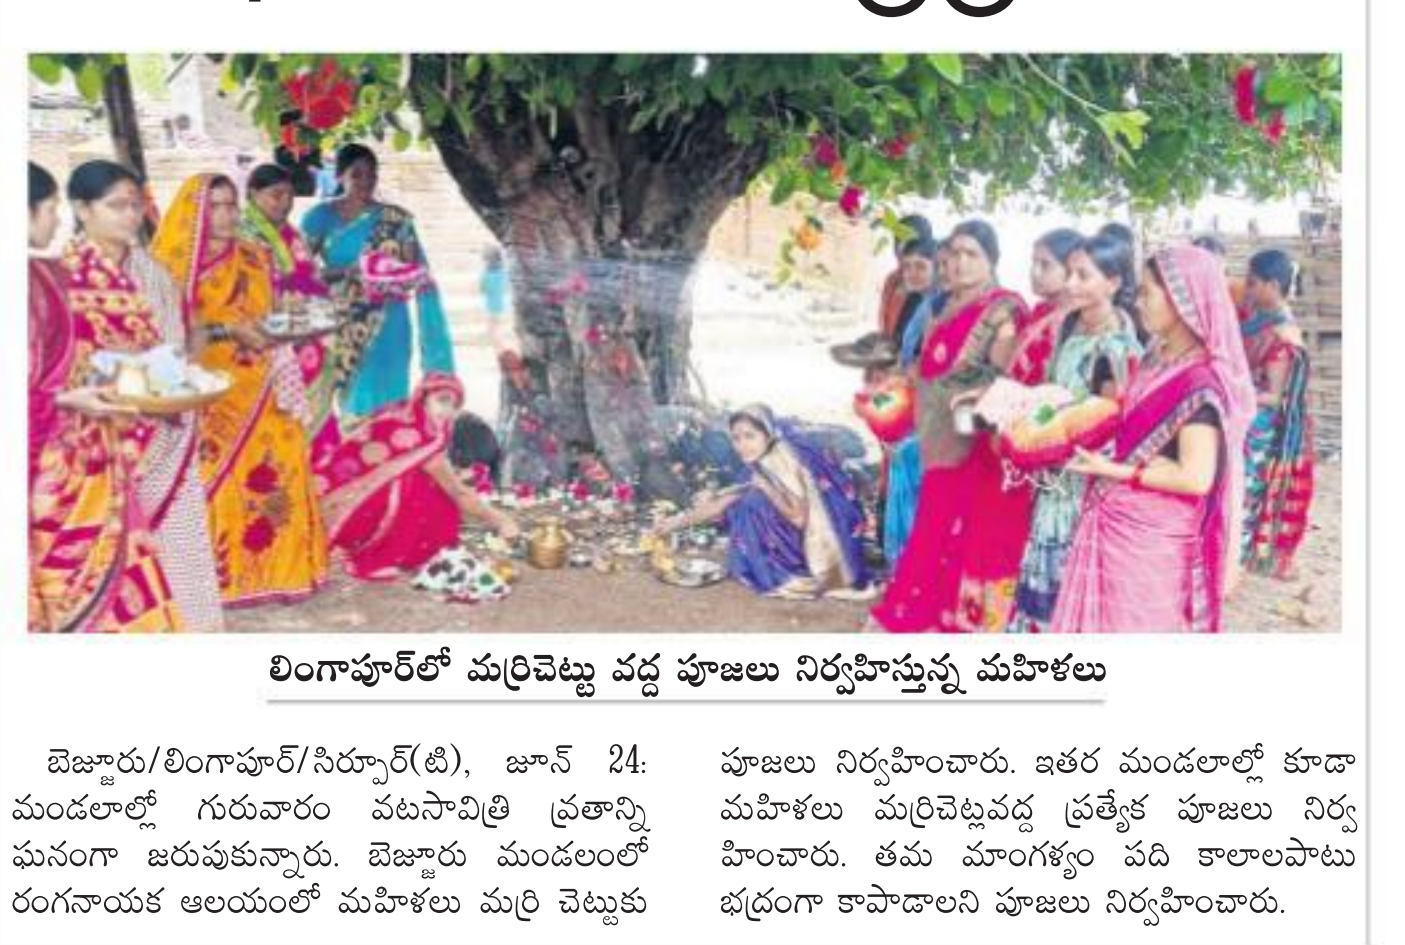 లింగాపూర్‌లో మర్రిచెట్టు వద్ద పూజలు నిర్వహిస్తున్న మహిళలు
బెజ్జూరు/లింగాపూర్/సిర్పూర్(టి), జూన్ 24:
మండలాల్లో గురువారం వటసావిత్రి వ్రతాన్ని
ఘనంగా జరుపుకున్నారు. బెజ్జూరు మండలంలో
రంగనాయక ఆలయంలో మహిళలు మర్రి చెట్టుకు
పూజలు నిర్వహించారు. ఇతర మండలాల్లో కూడా
మహిళలు మర్రిచెట్లవద్ద ప్రత్యేక పూజలు నిర్వ
హించారు. తమ మాంగళ్యం పది కాలాలపాటు
భద్రంగా కాపాడాలని పూజలు నిర్వహించారు.